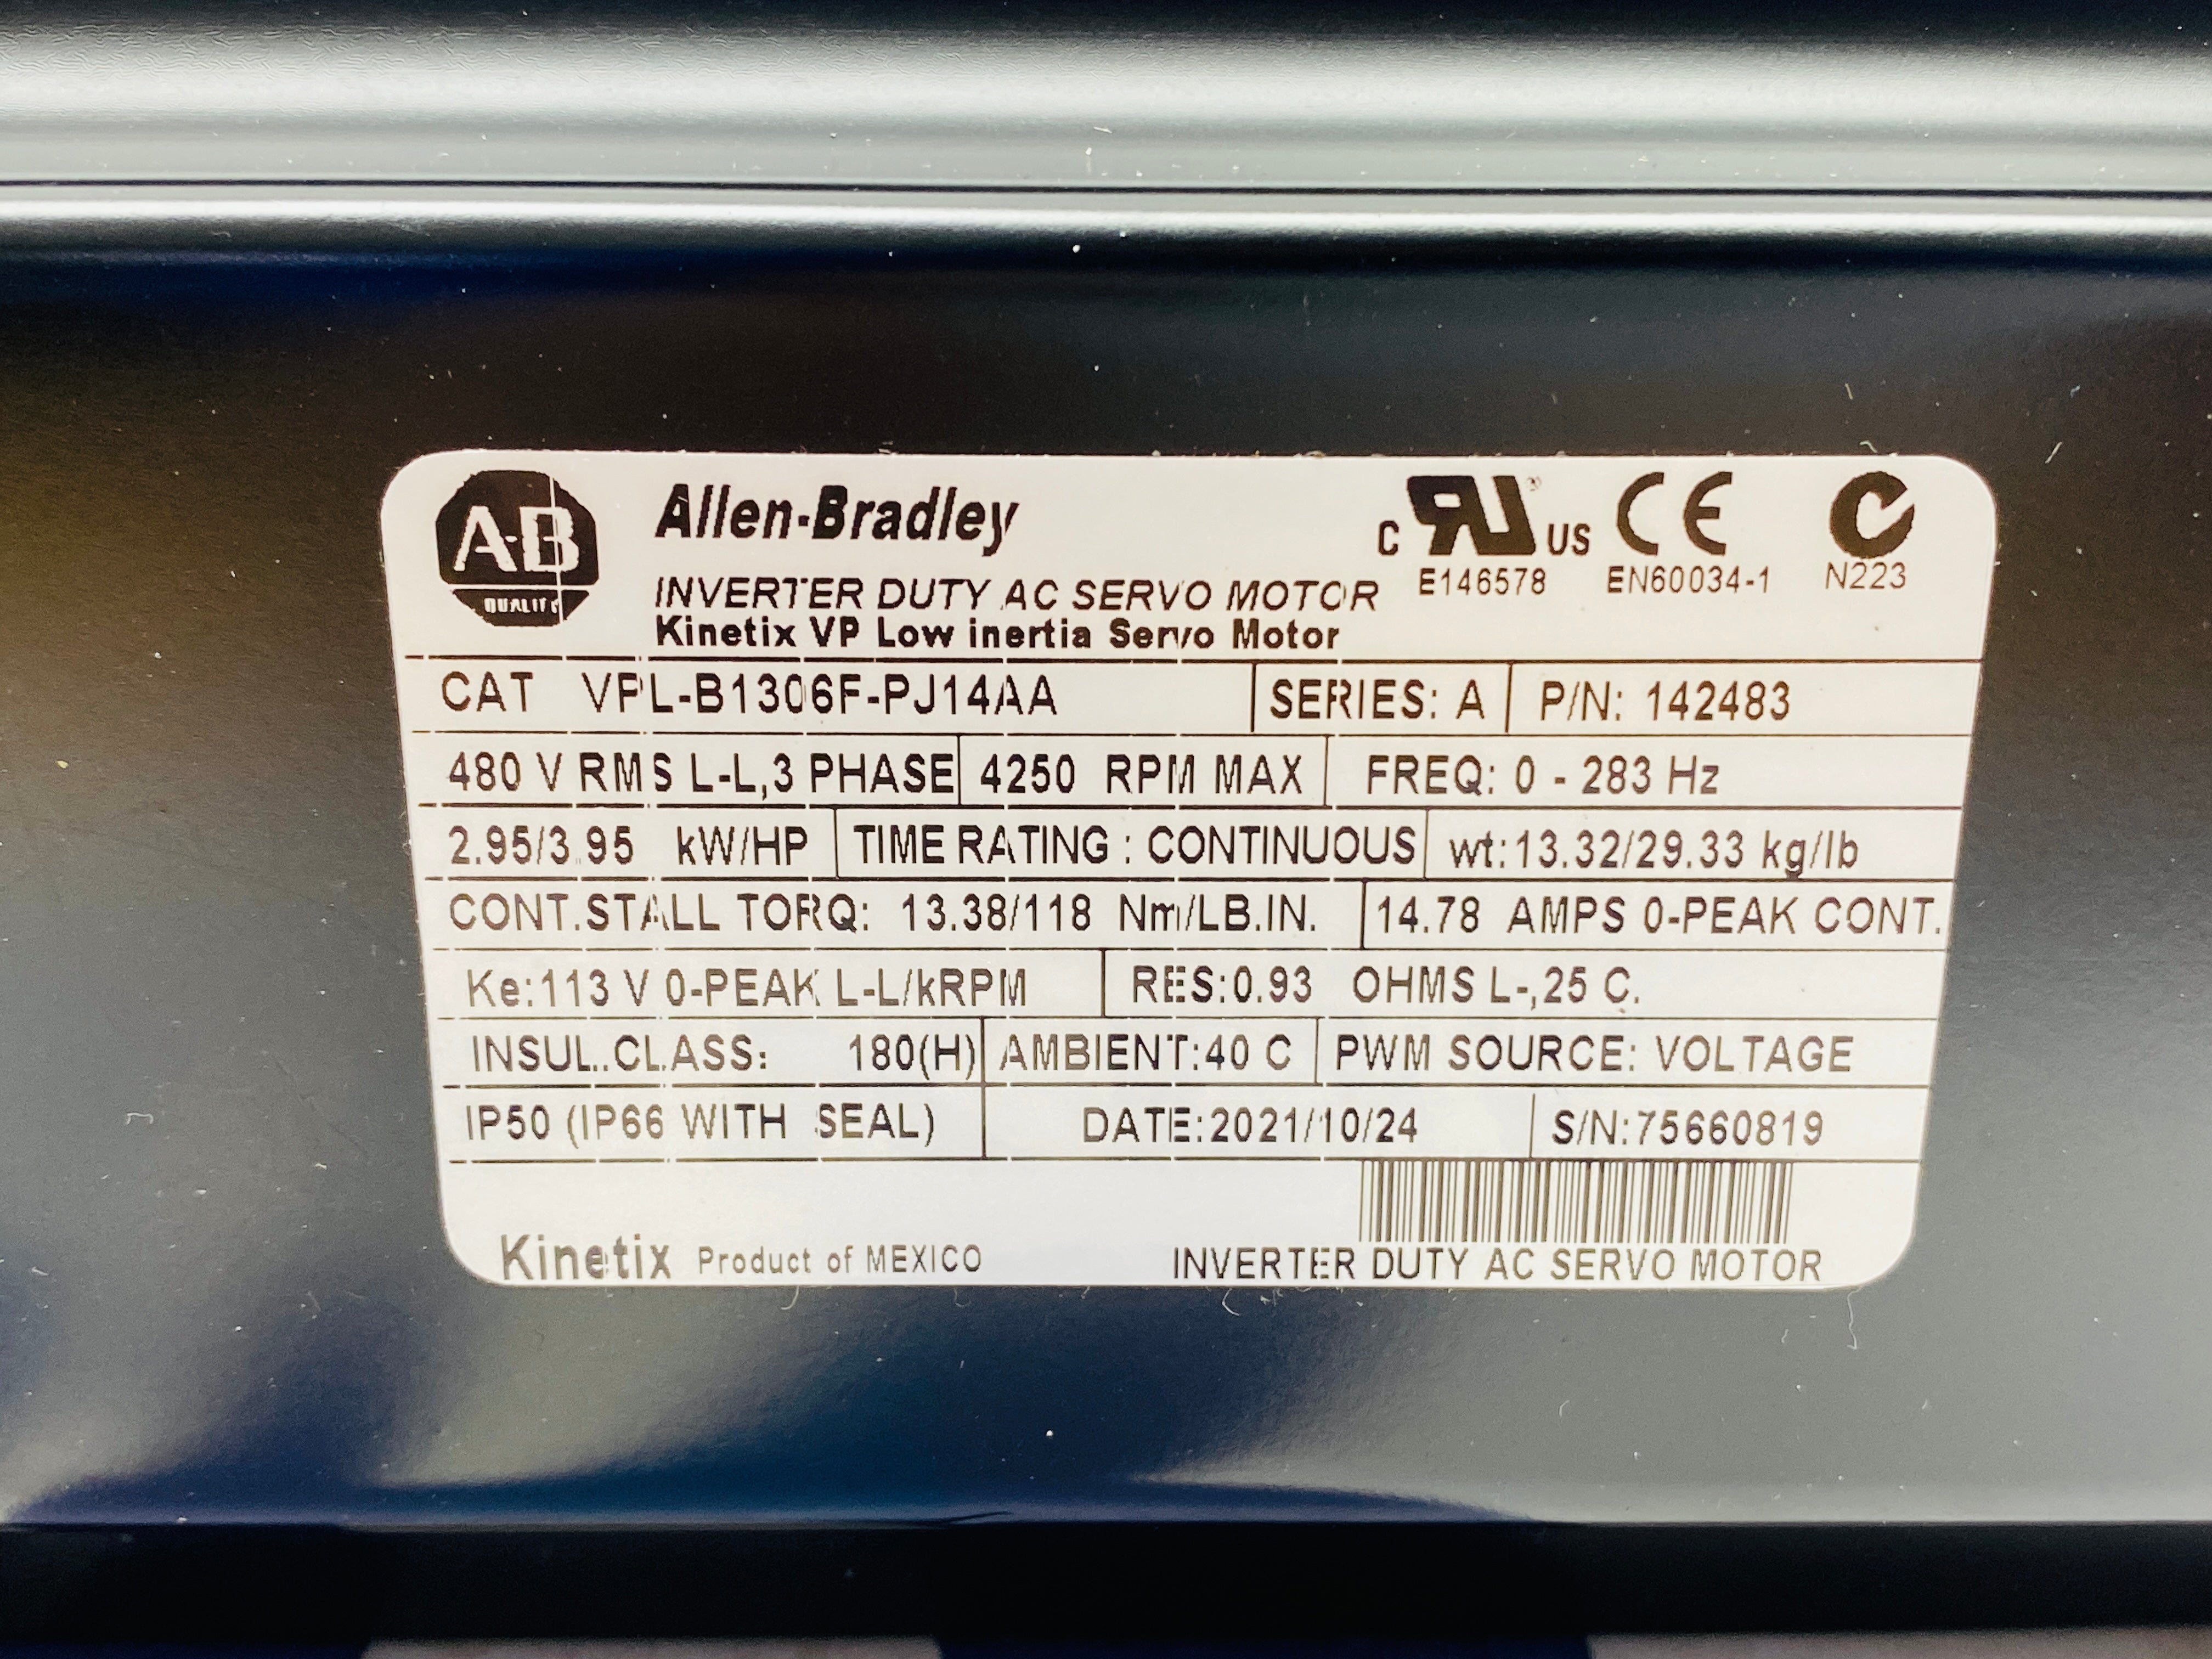 AB
QUALITY
Allen-Bradley
INVERTER DUTY AC SERVO MOTOR
Kinetix VP Low inertia Servo Motor
C RU ® US CE C
E146578 EN60034-1 N223
CAT VPL-B1306F-PJ14AA SERIES: A P/N: 142483
480 V RMS L-L,3 PHASE 4250 RPM MAX FREQ: 0 - 283 Hz
2.95/3.95 kW/HP TIME RATING : CONTINUOUS wt:13.32/29.33 kg/lb
CONT.STALL TORQ: 13.38/118 Nm/LB.IN. 14.78 AMPS 0-PEAK CONT.
Ke:113 V 0-PEAK L-L/kRPM RES:0.93 OHMS L-,25 C.
INSUL..CLASS: 180(H) AMBIENT:40 C PWM SOURCE: VOLTAGE
IP50 (IP66 WITH SEAL) DATE:2021/10/24 S/N:75660819
Kinetix Product of MEXICO INVERTER DUTY AC SERVO MOTOR